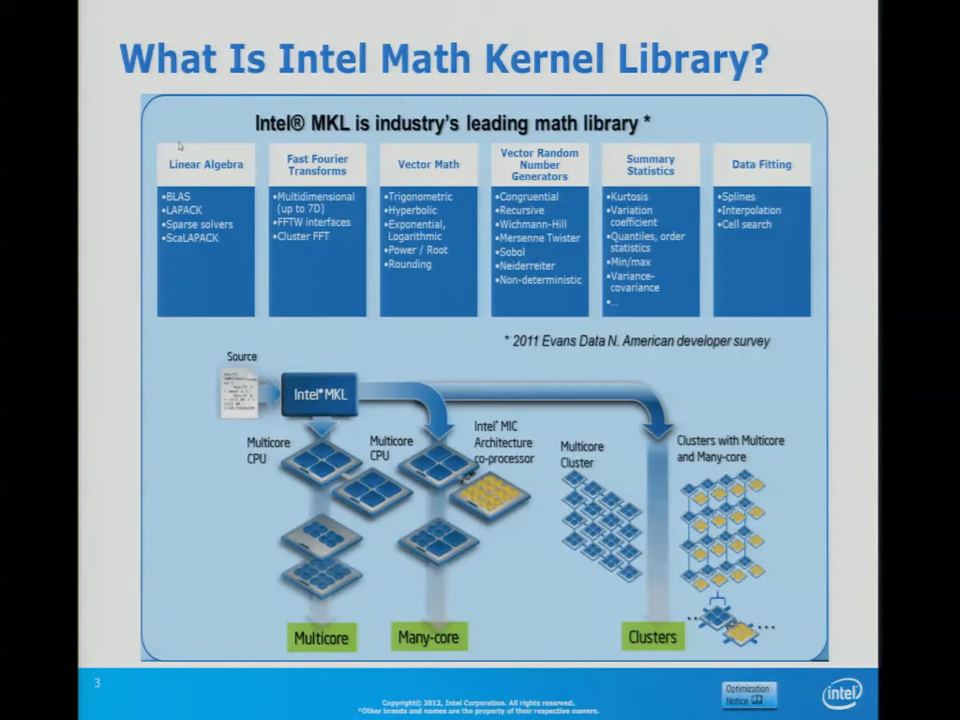 What Is Intel Math Kernel Library?
Intel® MKL is industry's leading math library *
Linear Algebra
•BLAS
•LAPACK
•Sparse solvers
•ScaLAPACK
Fast Fourier
Transforms
•Multidimensional
(up to 7D)
•FFTW interfaces
•Cluster FFT
Vector Math
•Trigonometric
•Hyperbolic
•Exponential,
Logarithmic
•Power / Root
•Rounding
Vector Random
Number
Generators
•Congruential
•Recursive
•Wichmann-Hill
•Mersenne Twister
•Sobol
•Neiderreiter
•Non-deterministic
Summary
Statistics
•Kurtosis
•Variation
coefficient
•Quantiles, order
statistics
•Min/max
•Variance-
covariance
•...
Data Fitting
•Splines
•Interpolation
•Cell search
* 2011 Evans Data N. American developer survey
Source
Intel® MKL
Multicore
CPU
Multicore
CPU
Intel® MIC
Architecture
co-processor
Multicore
Cluster
Clusters with Multicore
and Many-core
Multicore
Many-core
Clusters
3
Copyright© 2012, Intel Corporation. All rights reserved.
*Other brands and names are the property of their respective owners.
Optimization
Notice
intel